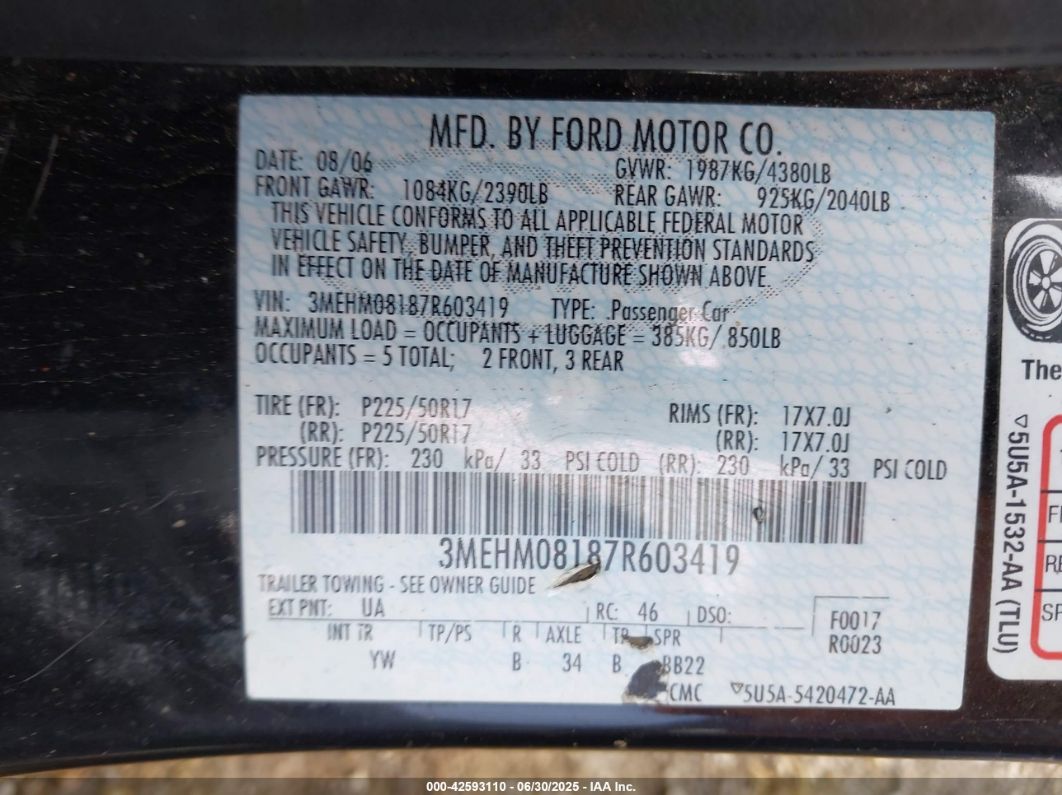 MFD. BY FORD MOTOR CO.
DATE: 08/06 GVWR: 1987KG/4380LB
FRONT GAWR: 1084KG/2390LB REAR GAWR: 925KG/2040LB
THIS VEHICLE CONFORMS TO ALL APPLICABLE FEDERAL MOTOR
VEHICLE SAFETY, BUMPER, AND THEFT PREVENTION STANDARDS
IN EFFECT ON THE DATE OF MANUFACTURE SHOWN ABOVE.
VIN: 3MEHM08187R603419 TYPE: .Passenger Car
MAXIMUM LOAD = OCCUPANTS + LUGGAGE = 385KG/ 850LB
OCCUPANTS = 5 TOTAL; 2 FRONT, 3 REAR
TIRE (FR): P225/50R17 RIMS (FR): 17X7.0J
(RR): P225/50R17 (RR): 17X7.0J
PRESSURE (FR): 230 kPa/ 33 PSI COLD (RR): 230 kPa/ 33 PSI COLD
3MEHM08187R603419
TRAILER TOWING - SEE OWNER GUIDE
EXT PNT: UA RC: 46 DSO: F0017
INT TR TP/PS R AXLE TR SPR R0023
YW B 34 B BB22
CMC 5U5A-5420472-AA
The
5U5A-1532-AA (TLU)
000-42593110 - 06/30/2025 - IAA Inc.